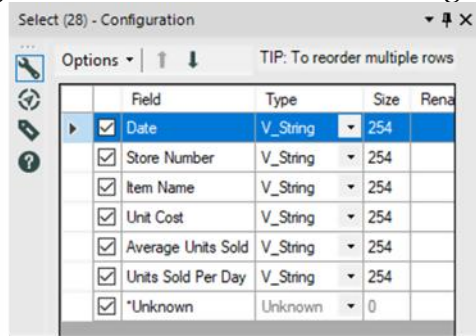 Select (28) - Configuration
Options TIP: To reorder multiple rows
Field Type Size Rena
Date V_String 254
Store Number V_String 254
Item Name V_String 254
Unit Cost V_String 254
Average Units Sold V_String 254
Units Sold Per Day V_String 254
*Unknown Unknown 0